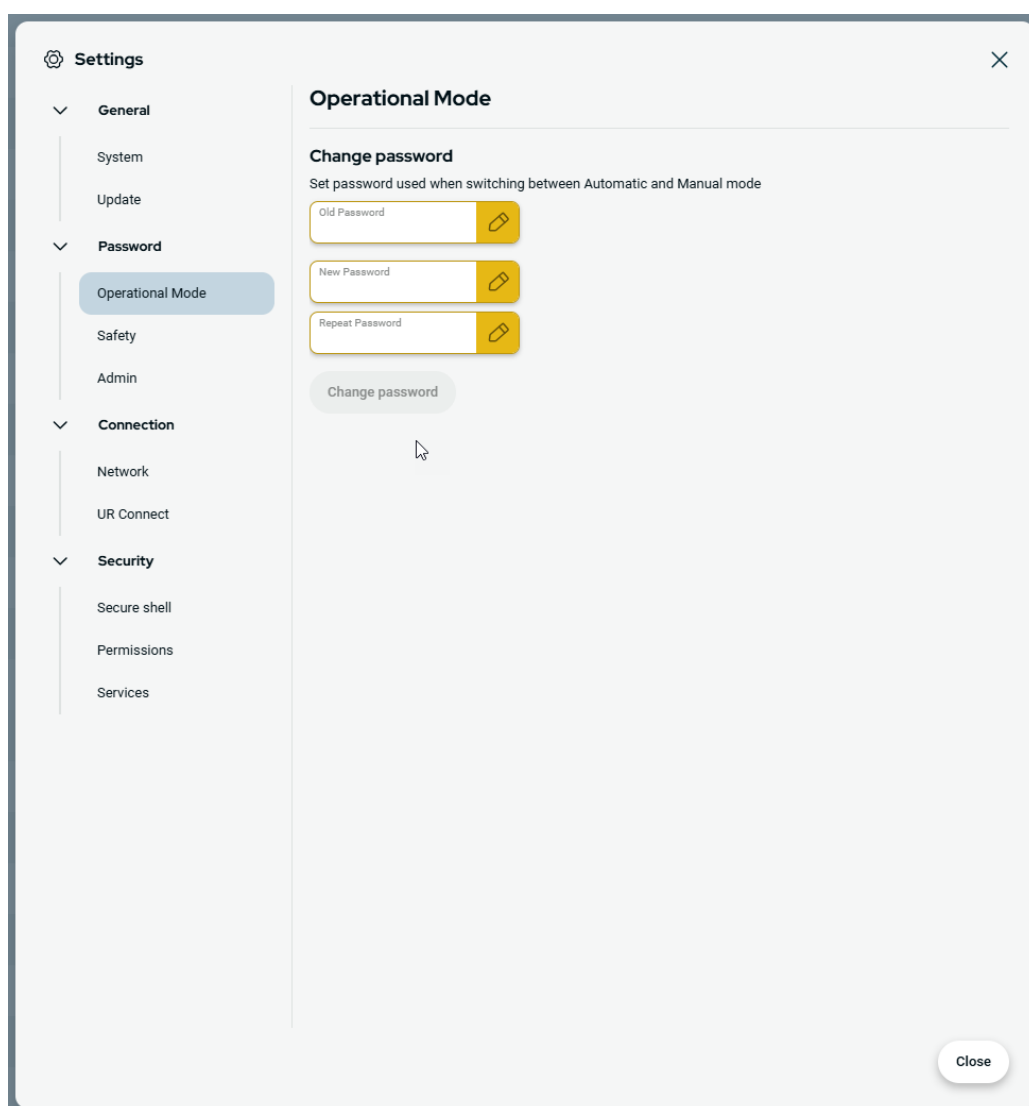 Settings
General
System
Update
Password
Operational Mode
Safety
Admin
Connection
Network
UR Connect
Security
Secure shell
Permissions
Services
Operational Mode
Change password
Set password used when switching between Automatic and Manual mode
Old Password
New Password
Repeat Password
Change password
Close